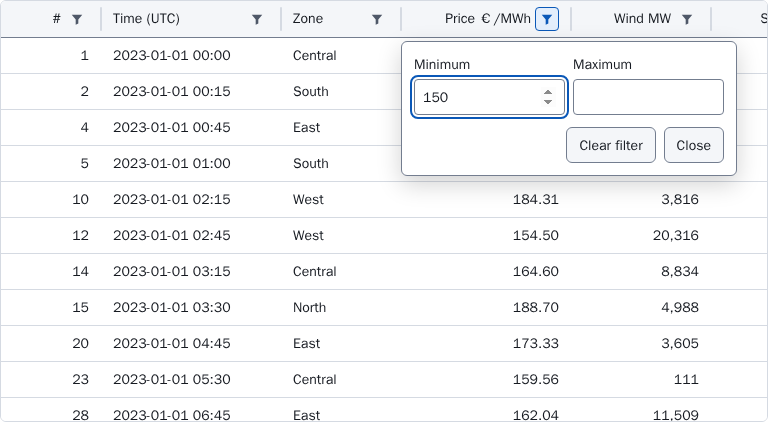 # Time (UTC) Zone Price € /MWh Wind MW S
Minimum Maximum
150
Clear filter Close
1 2023-01-01 00:00 Central
2 2023-01-01 00:15 South
4 2023-01-01 00:45 East
5 2023-01-01 01:00 South
10 2023-01-01 02:15 West 184.31 3,816
12 2023-01-01 02:45 West 154.50 20,316
14 2023-01-01 03:15 Central 164.60 8,834
15 2023-01-01 03:30 North 188.70 4,988
20 2023-01-01 04:45 East 173.33 3,605
23 2023-01-01 05:30 Central 159.56 111
28 2023-01-01 06:45 East 162.04 11,509